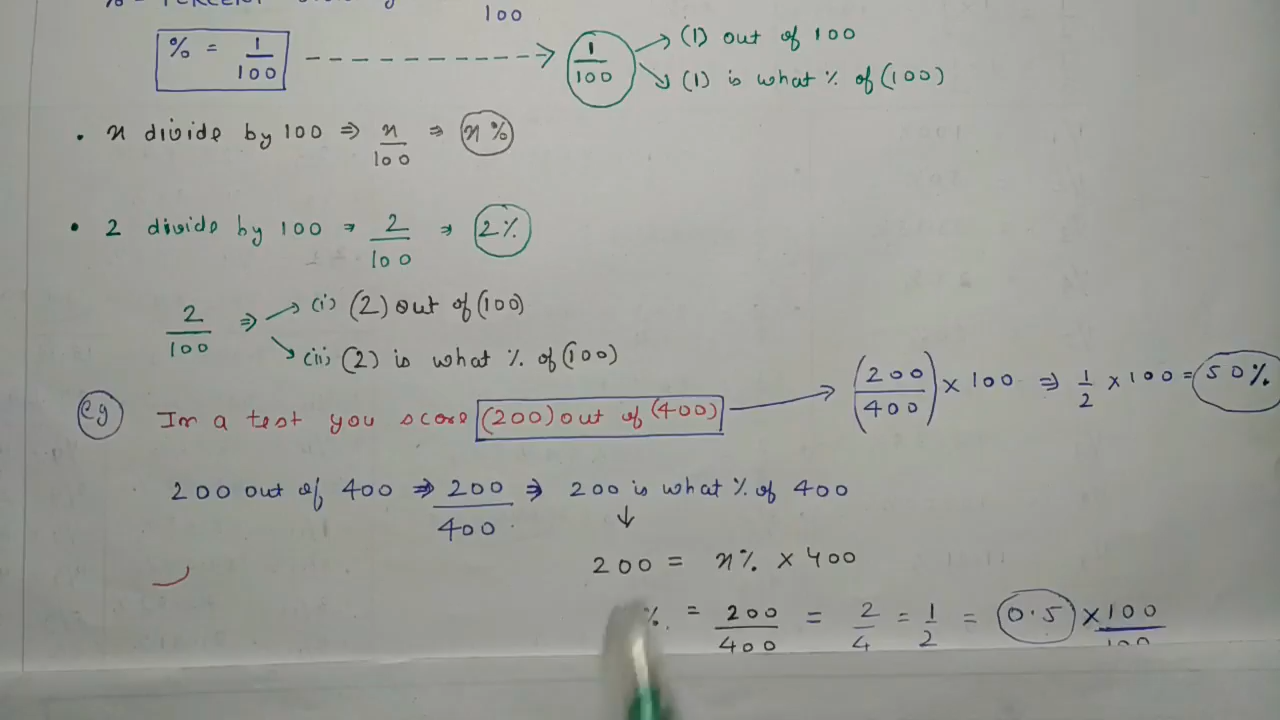 100
% = 1/100 ----------> 1/100 → (1) out of 100
→ (1) is what % of (100)
• x divide by 100 ⇒ x/100 ⇒ x%
• 2 divide by 100 ⇒ 2/100 ⇒ 2%
2/100 ⇒ (i) (2) out of (100)
(ii) (2) is what % of (100)
eg In a test you score (200) out of (400) → (200/400) × 100 ⇒ 1/2 × 100 = 50%
200 out of 400 ⇒ 200/400 ⇒ 200 is what % of 400
↓
200 = x% × 400
% = 200/400 = 2/4 = 1/2 = 0.5 × 100/100